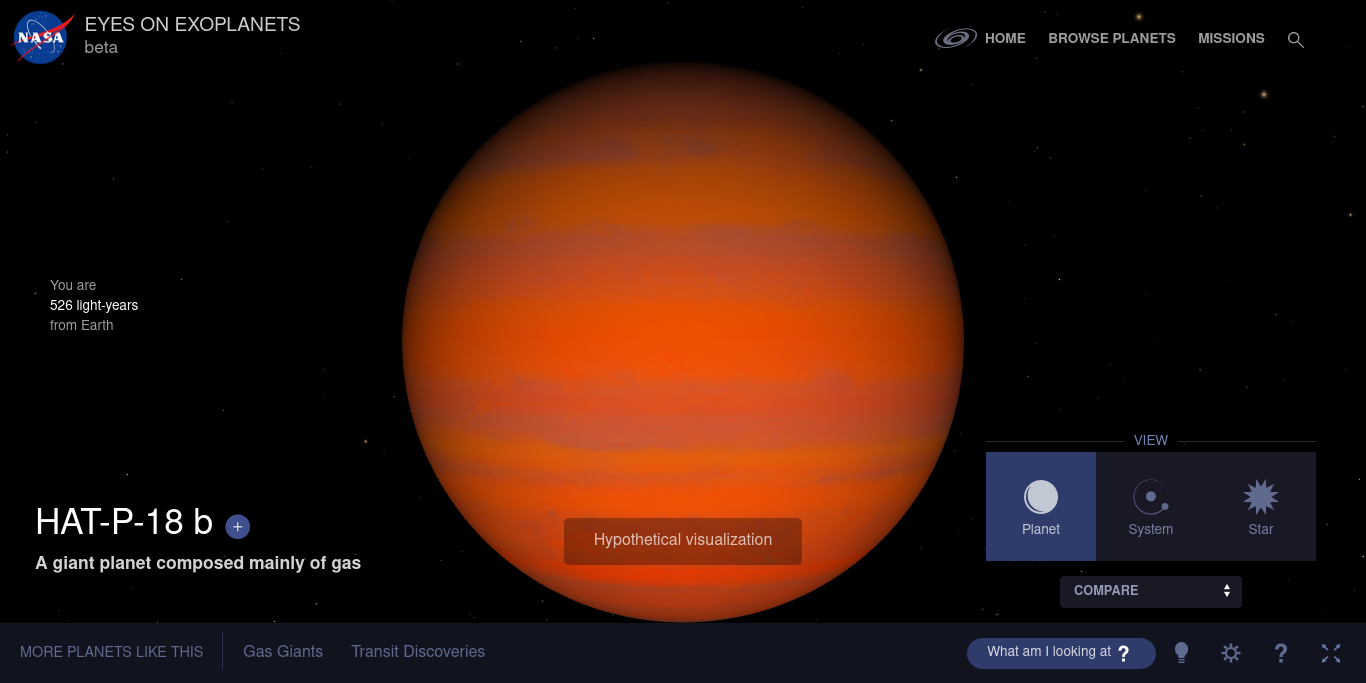 NASA
EYES ON EXOPLANETS
beta
HOME
BROWSE PLANETS
MISSIONS
You are
526 light-years
from Earth
VIEW
Planet
System
Star
HAT-P-18 b +
A giant planet composed mainly of gas
Hypothetical visualization
COMPARE
MORE PLANETS LIKE THIS
Gas Giants
Transit Discoveries
What am I looking at ?
?